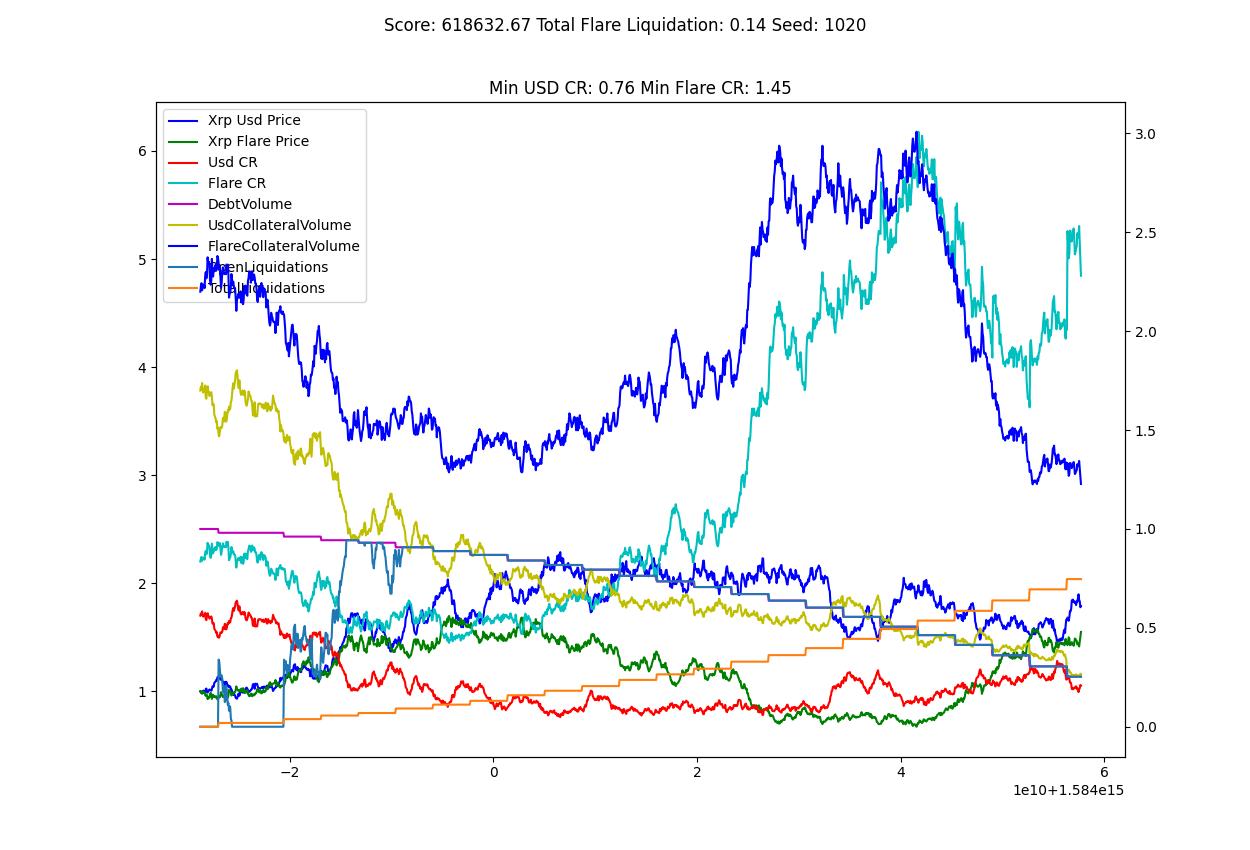 Score: 618632.67 Total Flare Liquidation: 0.14 Seed: 1020
Min USD CR: 0.76 Min Flare CR: 1.45
Xrp Usd Price
Xrp Flare Price
Usd CR
Flare CR
DebtVolume
UsdCollateralVolume
FlareCollateralVolume
OpenLiquidations
TotalLiquidations
6
5
4
3
2
1
3.0
2.5
2.0
1.5
1.0
0.5
0.0
−2 0 2 4 6
1e10+1.584e15